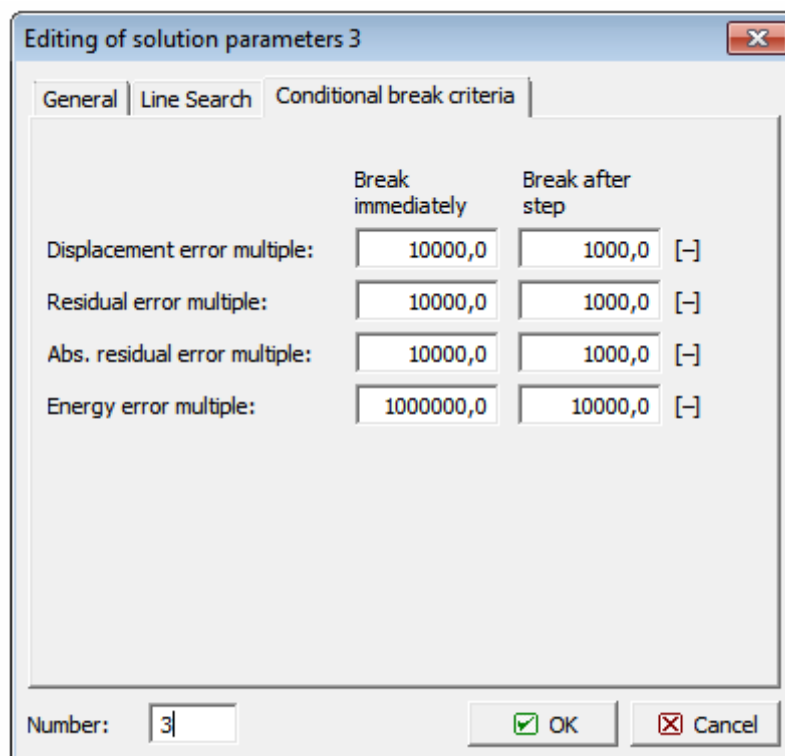 Editing of solution parameters 3
General Line Search Conditional break criteria
Break immediately
Break after step
Displacement error multiple: 10000,0 1000,0 [–]
Residual error multiple: 10000,0 1000,0 [–]
Abs. residual error multiple: 10000,0 1000,0 [–]
Energy error multiple: 1000000,0 10000,0 [–]
Number: 3 OK Cancel